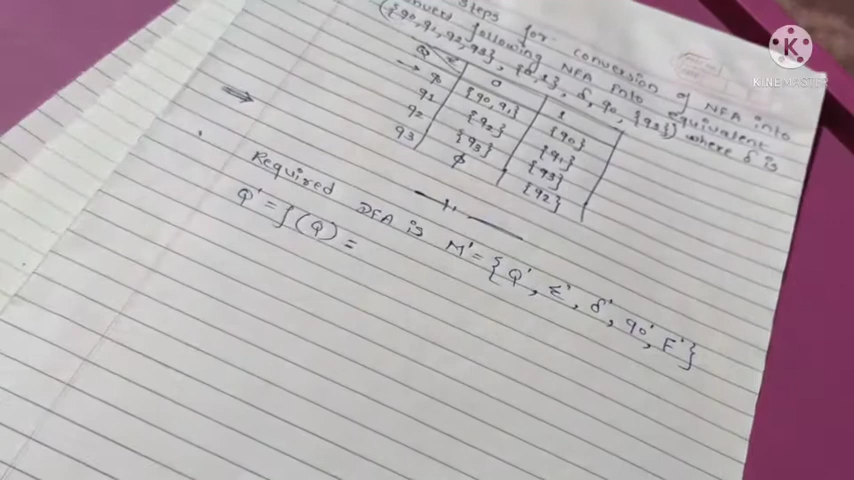 Steps for conversion of NFA into
Convert following NFA into equivalent
({q0,q1,q2,q3}, {0,1}, δ, q0, {q3}) where δ is
Q Σ 0 1
→ q0 {q0,q1} {q0}
q1 {q2} {q1}
q2 {q3} {q3}
q3 ϕ {q2}
⇒
Required DFA is M' = {Q', Σ', δ', q0', F'}
Q' = f(Q) =
KINEMASTER